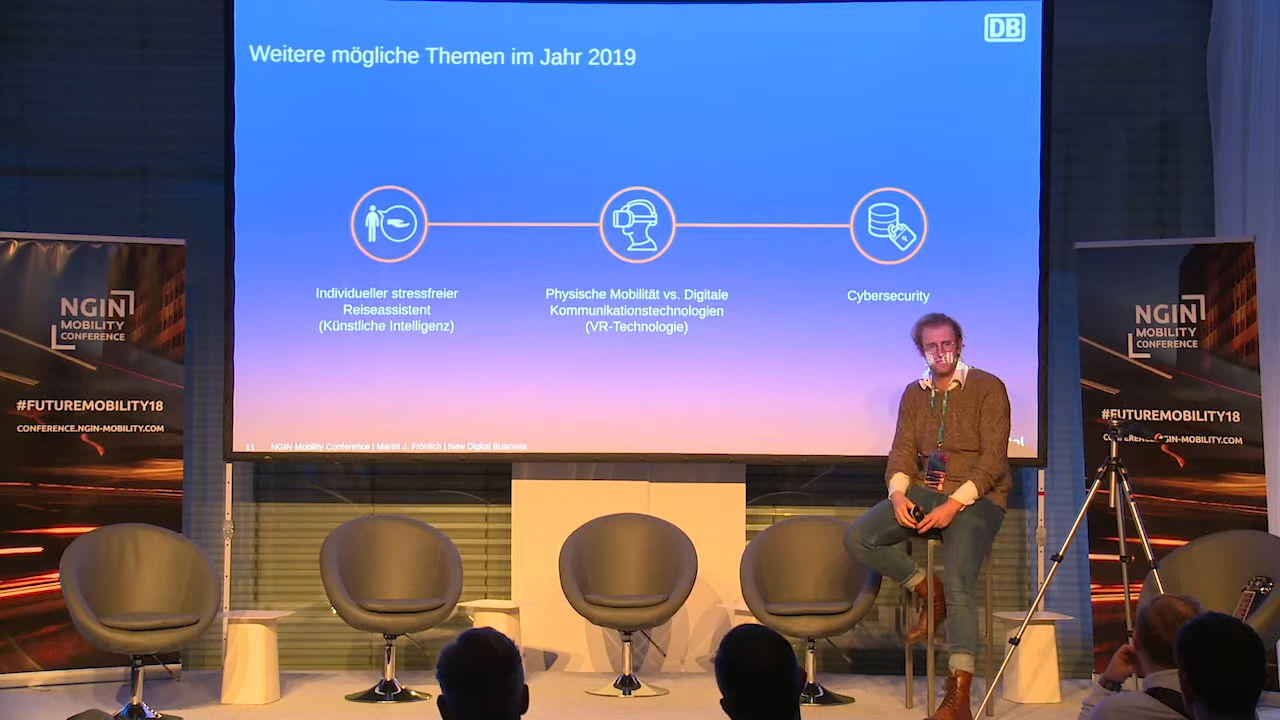 DB
Weitere mögliche Themen im Jahr 2019
Individueller stressfreier
Reiseassistent
(Künstliche Intelligenz)
Physische Mobilität vs. Digitale
Kommunikationstechnologien
(VR-Technologie)
Cybersecurity
11 NGIN Mobility Conference | Martin J. Fröhlich | New Digital Business
NGIN
MOBILITY
CONFERENCE
#FUTUREMOBILITY18
CONFERENCE.NGIN-MOBILITY.COM
NGIN
MOBILITY
CONFERENCE
#FUTUREMOBILITY18